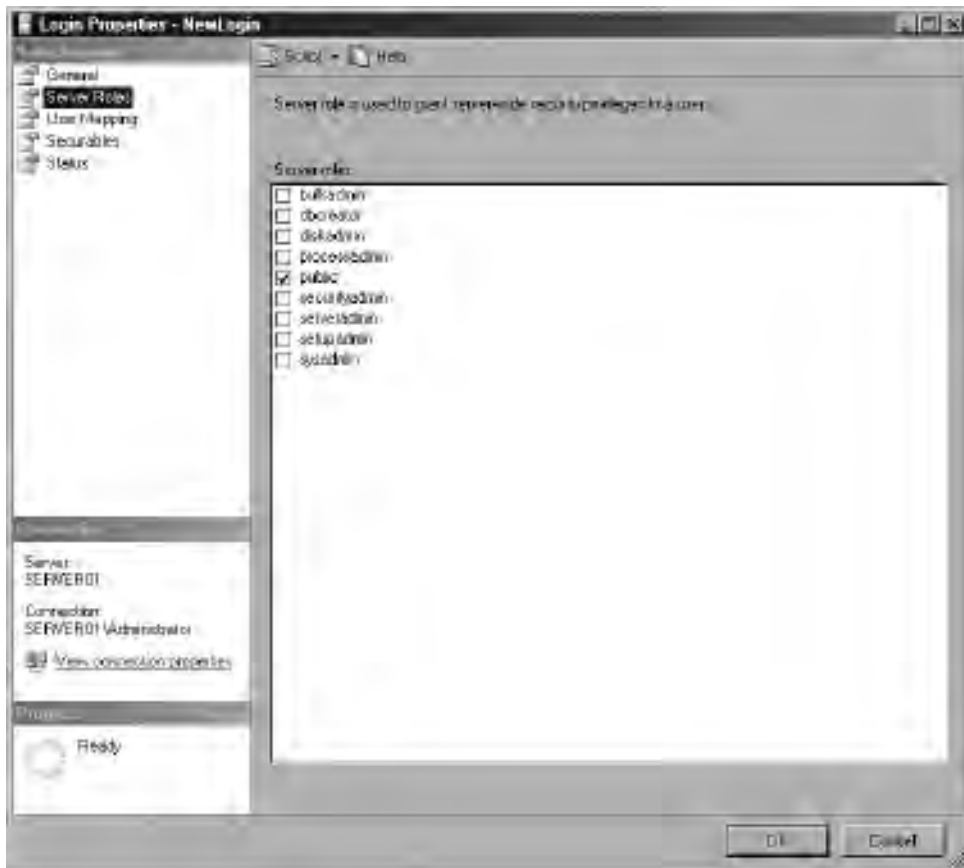 Login Properties - NewLogin
Script Help
General
Server Roles
User Mapping
Securables
Status
Server role is used to grant server-wide security privileges to a user.
Server roles:
bulkadmin
dbcreator
diskadmin
processadmin
public
securityadmin
serveradmin
setupadmin
sysadmin
Connection
Server:
SERVER01
Connection:
SERVER01\Administrator
View connection properties
Progress
Ready
OK
Cancel